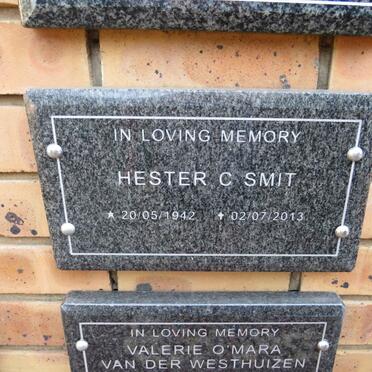 IN LOVING MEMORY
HESTER C SMIT
★ 20/05/1942 ✝ 02/07/2013
IN LOVING MEMORY
VALERIE O'MARA
VAN DER WESTHUIZEN